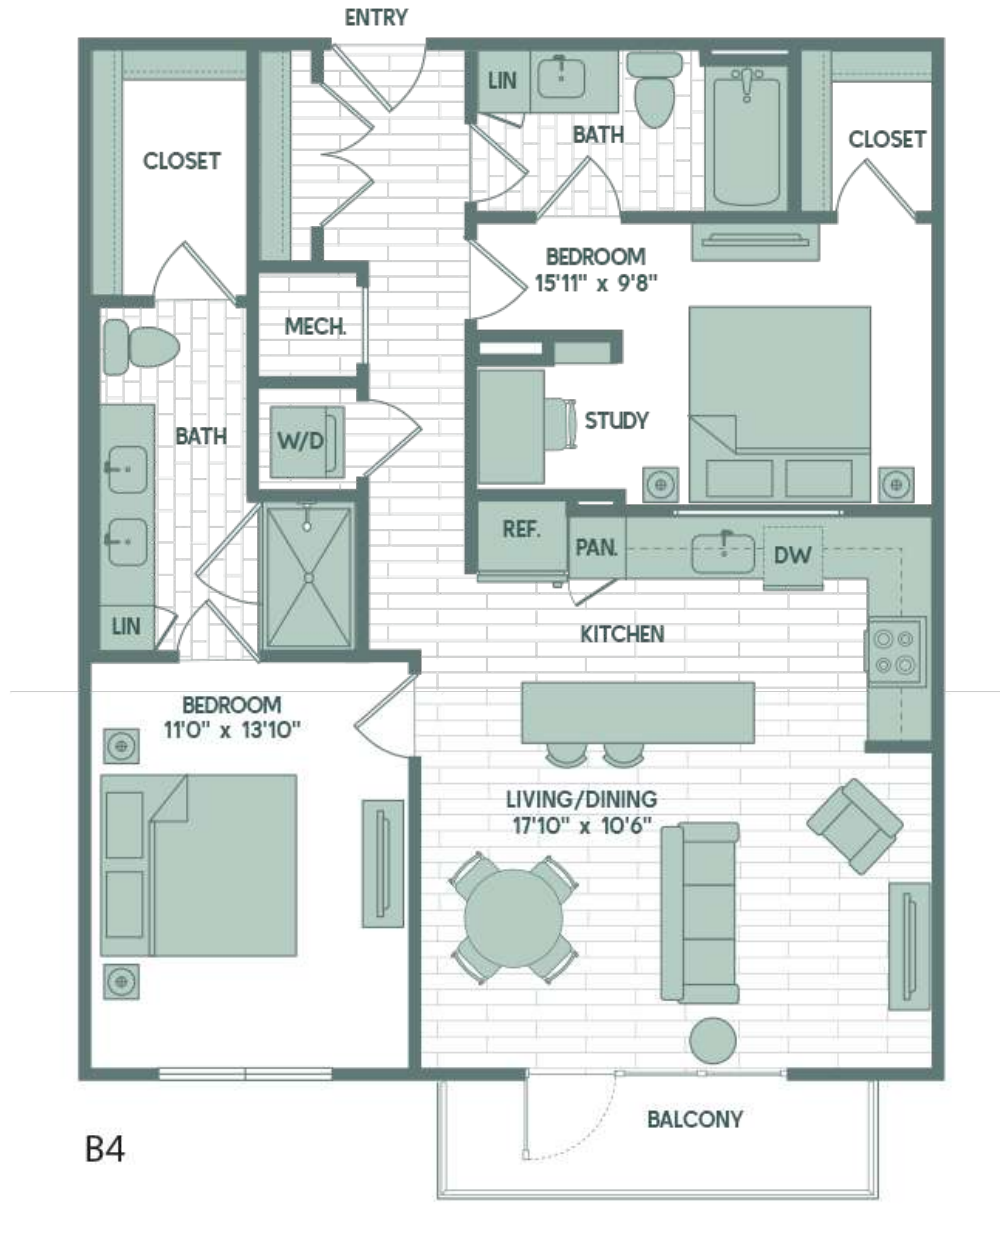 ENTRY
LIN
BATH
CLOSET
CLOSET
BEDROOM
15'11" x 9'8"
MECH.
STUDY
BATH
W/D
REF.
PAN.
DW
LIN
KITCHEN
BEDROOM
11'0" x 13'10"
LIVING/DINING
17'10" x 10'6"
BALCONY
B4